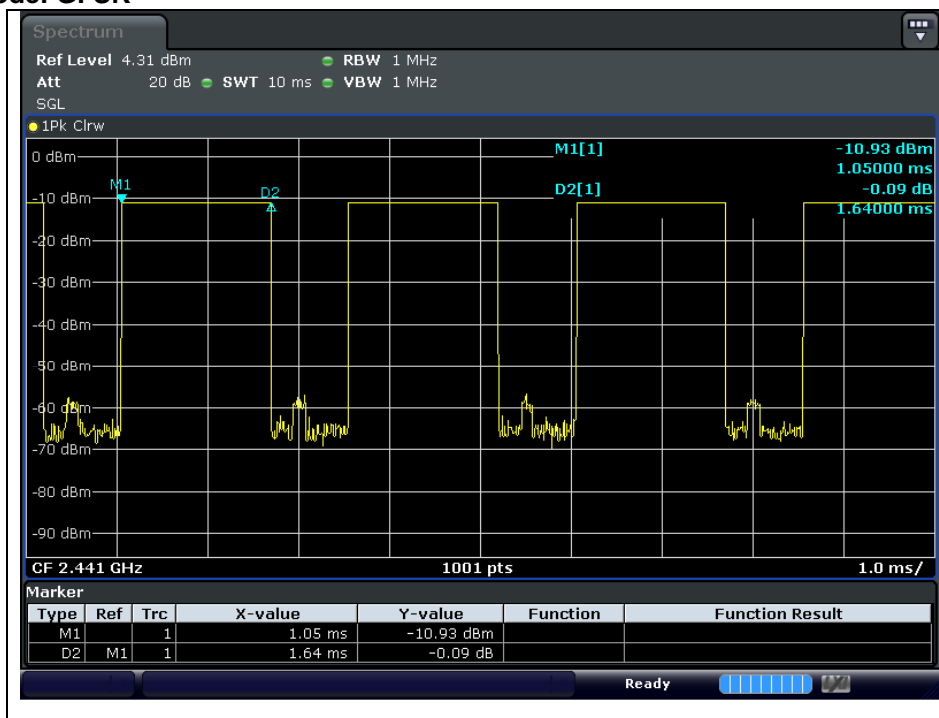 Spectrum
Ref Level 4.31 dBm RBW 1 MHz
Att 20 dB SWT 10 ms VBW 1 MHz
SGL
1Pk Clrw
M1[1] -10.93 dBm
1.05000 ms
D2[1] -0.09 dB
1.64000 ms
0 dBm
M1
D2
-10 dBm
-20 dBm
-30 dBm
-40 dBm
-50 dBm
-60 dBm
-70 dBm
-80 dBm
-90 dBm
CF 2.441 GHz 1001 pts 1.0 ms/
Marker
Type Ref Trc X-value Y-value Function Function Result
M1 1 1.05 ms -10.93 dBm
D2 M1 1 1.64 ms -0.09 dB
Ready